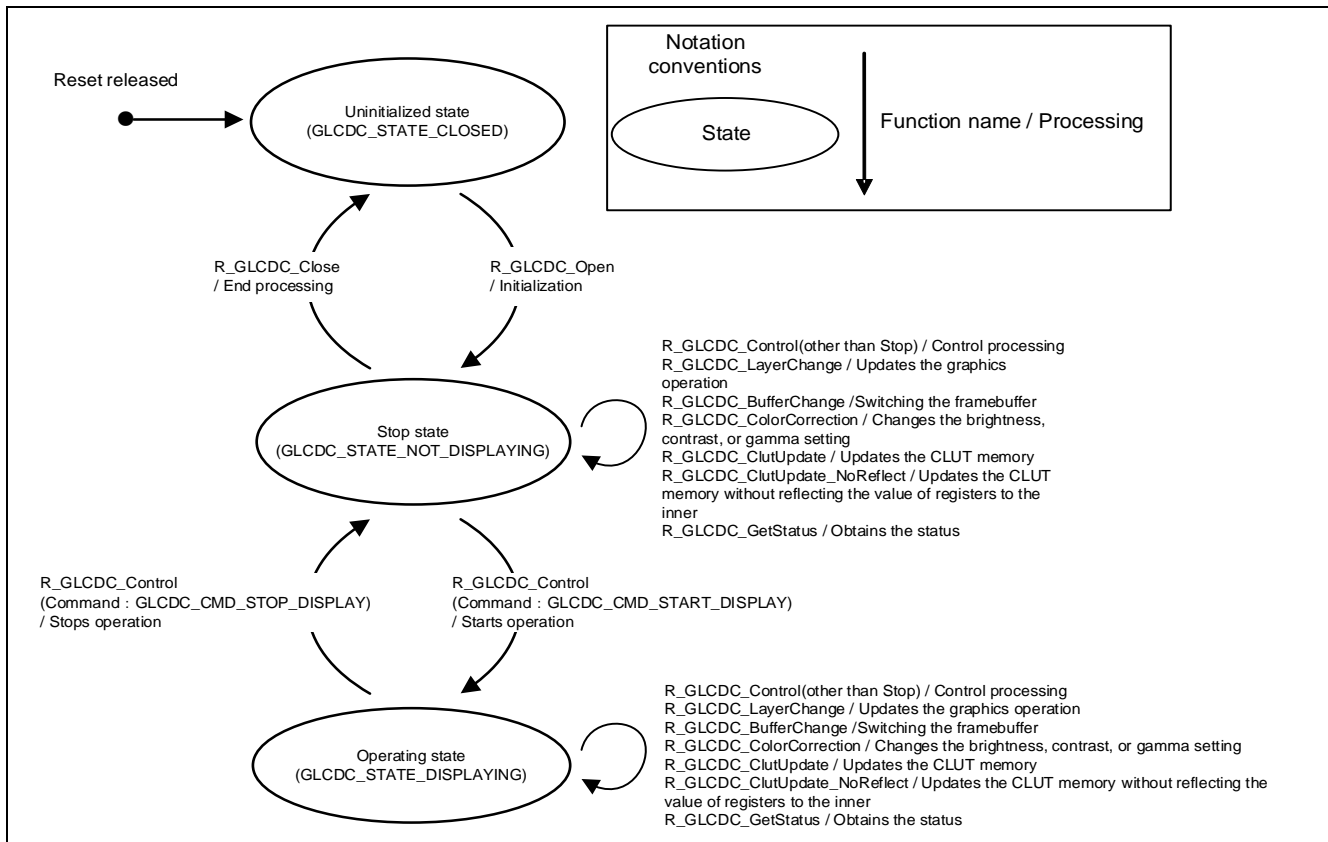 Reset released
Uninitialized state
(GLCDC_STATE_CLOSED)
Notation
conventions
State
Function name / Processing
R_GLCDC_Close
/ End processing
R_GLCDC_Open
/ Initialization
Stop state
(GLCDC_STATE_NOT_DISPLAYING)
R_GLCDC_Control(other than Stop) / Control processing
R_GLCDC_LayerChange / Updates the graphics
operation
R_GLCDC_BufferChange /Switching the framebuffer
R_GLCDC_ColorCorrection / Changes the brightness,
contrast, or gamma setting
R_GLCDC_ClutUpdate / Updates the CLUT memory
R_GLCDC_ClutUpdate_NoReflect / Updates the CLUT
memory without reflecting the value of registers to the
inner
R_GLCDC_GetStatus / Obtains the status
R_GLCDC_Control
(Command : GLCDC_CMD_STOP_DISPLAY)
/ Stops operation
R_GLCDC_Control
(Command : GLCDC_CMD_START_DISPLAY)
/ Starts operation
Operating state
(GLCDC_STATE_DISPLAYING)
R_GLCDC_Control(other than Stop) / Control processing
R_GLCDC_LayerChange / Updates the graphics operation
R_GLCDC_BufferChange /Switching the framebuffer
R_GLCDC_ColorCorrection / Changes the brightness, contrast, or gamma setting
R_GLCDC_ClutUpdate / Updates the CLUT memory
R_GLCDC_ClutUpdate_NoReflect / Updates the CLUT memory without reflecting the
value of registers to the inner
R_GLCDC_GetStatus / Obtains the status